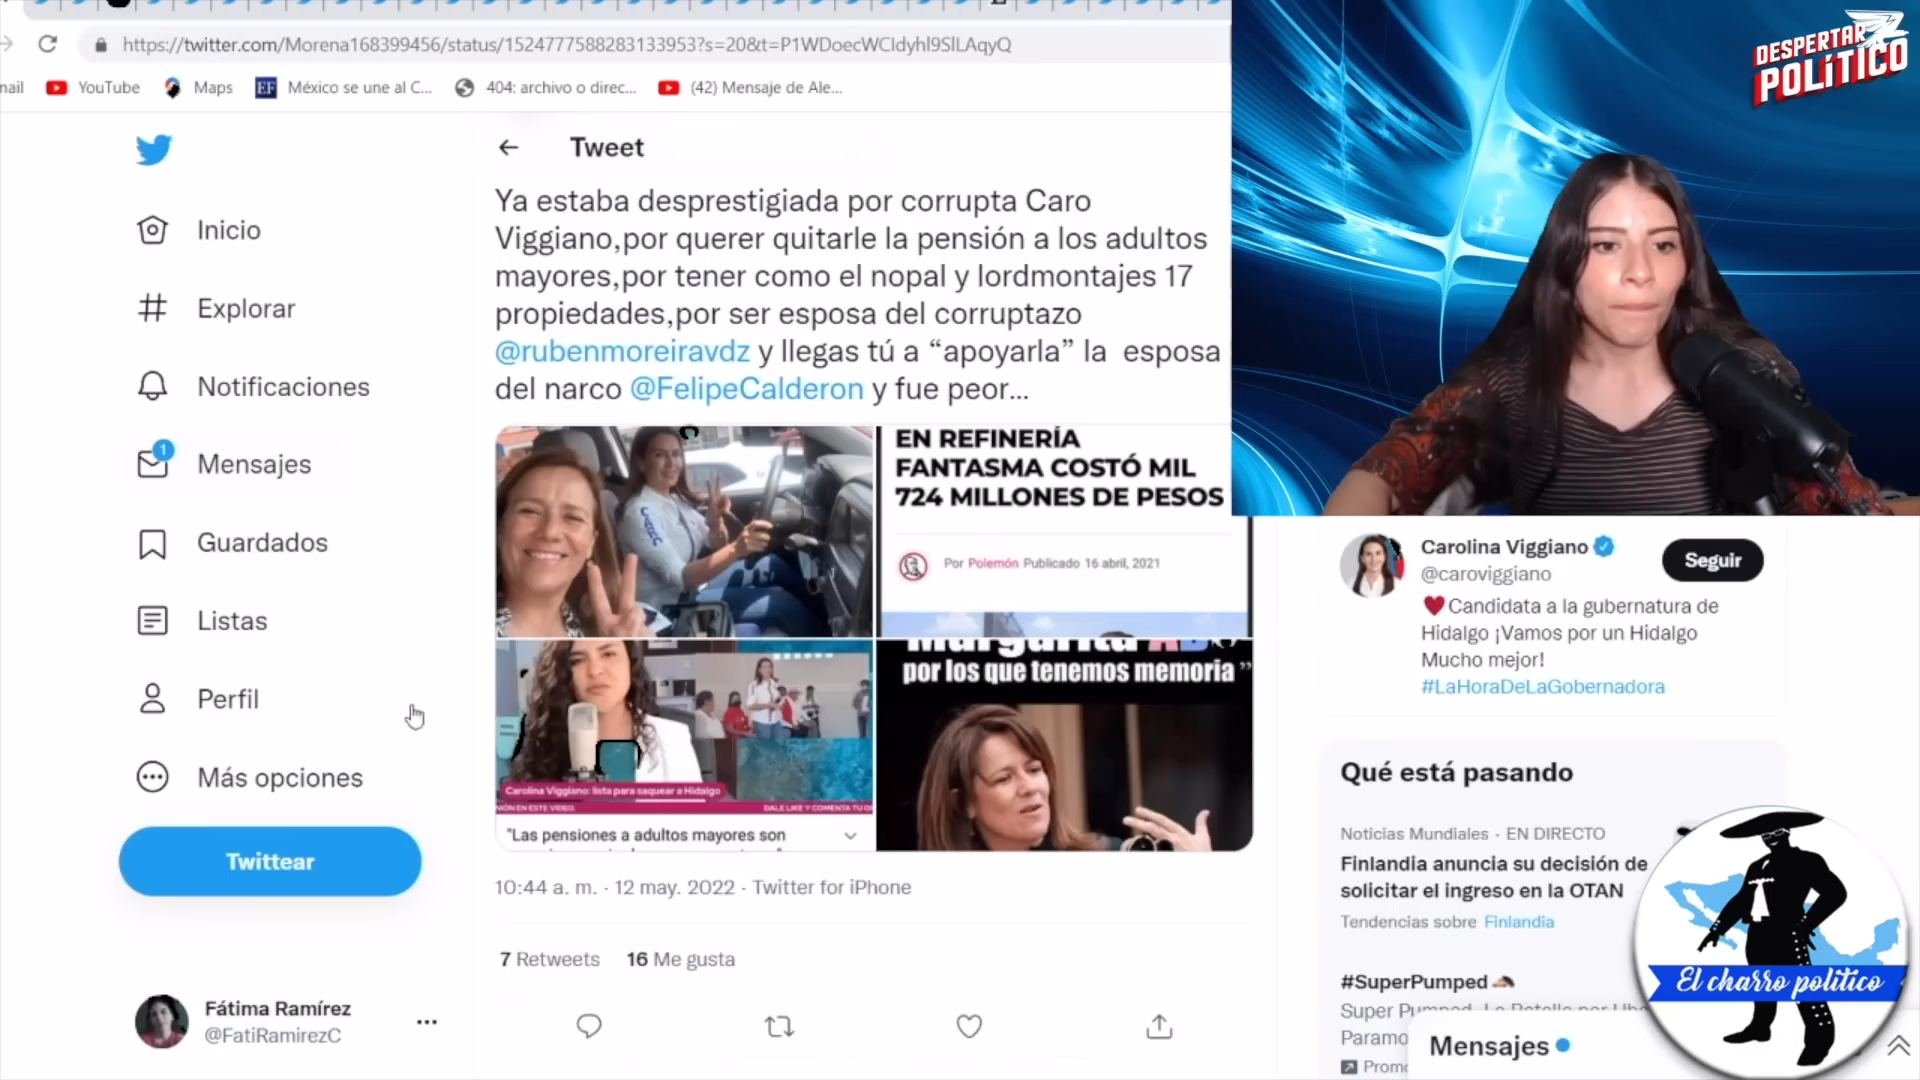 https://twitter.com/Morena168399456/status/1524777588283133953?s=20&t=P1WDoecWCIdyhl9SlLAqyQ
YouTube
Maps
EF México se une al C...
404: archivo o direc...
(42) Mensaje de Ale...
DESPERTAR
POLÍTICO
Tweet
Inicio
Explorar
Notificaciones
1
Mensajes
Guardados
Listas
Perfil
Más opciones
Twittear
Fátima Ramírez
@FatiRamirezC
Ya estaba desprestigiada por corrupta Caro
Viggiano,por querer quitarle la pensión a los adultos
mayores,por tener como el nopal y lordmontajes 17
propiedades,por ser esposa del corruptazo
@rubenmoreiravdz y llegas tú a “apoyarla” la esposa
del narco @FelipeCalderon y fue peor...
EN REFINERÍA
FANTASMA COSTÓ MIL
724 MILLONES DE PESOS
Por Polemón Publicado 16 abril, 2021
Carolina Viggiano: lista para saquear a Hidalgo
"Las pensiones a adultos mayores son
por los que tenemos memoria ”
10:44 a. m. · 12 may. 2022 · Twitter for iPhone
7 Retweets 16 Me gusta
Carolina Viggiano
@caroviggiano
Seguir
Candidata a la gubernatura de
Hidalgo ¡Vamos por un Hidalgo
Mucho mejor!
#LaHoraDeLaGobernadora
Qué está pasando
Noticias Mundiales · EN DIRECTO
Finlandia anuncia su decisión de
solicitar el ingreso en la OTAN
Tendencias sobre Finlandia
#SuperPumped
Mensajes
El charro político